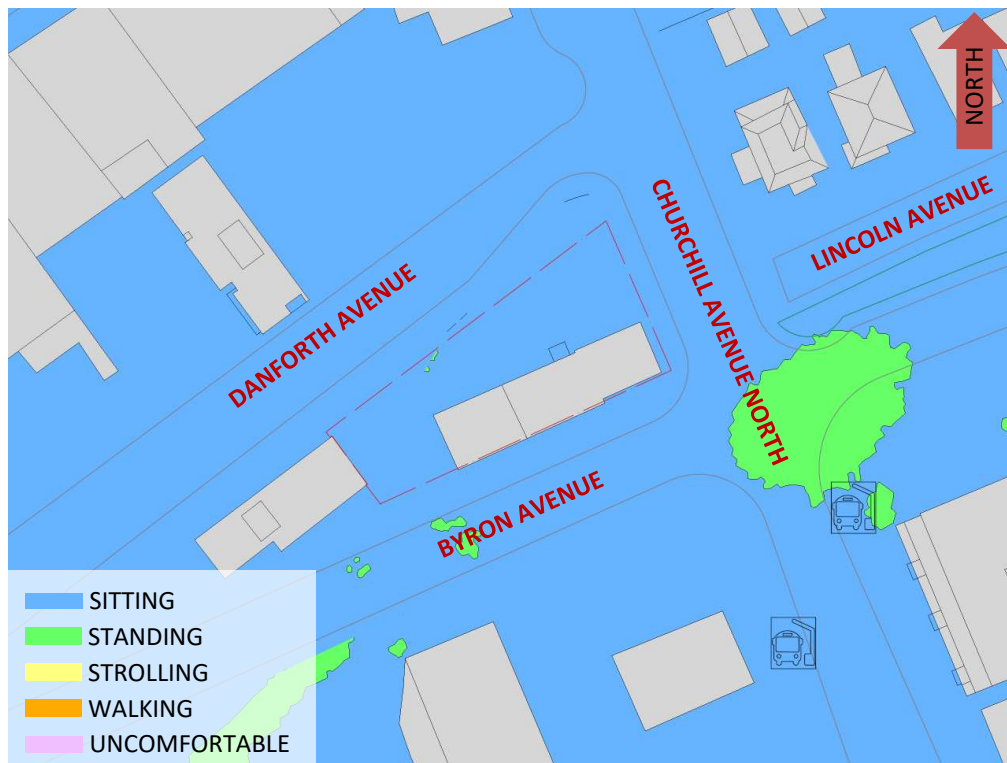 NORTH
CHURCHILL AVENUE NORTH
LINCOLN AVENUE
DANFORTH AVENUE
BYRON AVENUE
SITTING
STANDING
STROLLING
WALKING
UNCOMFORTABLE